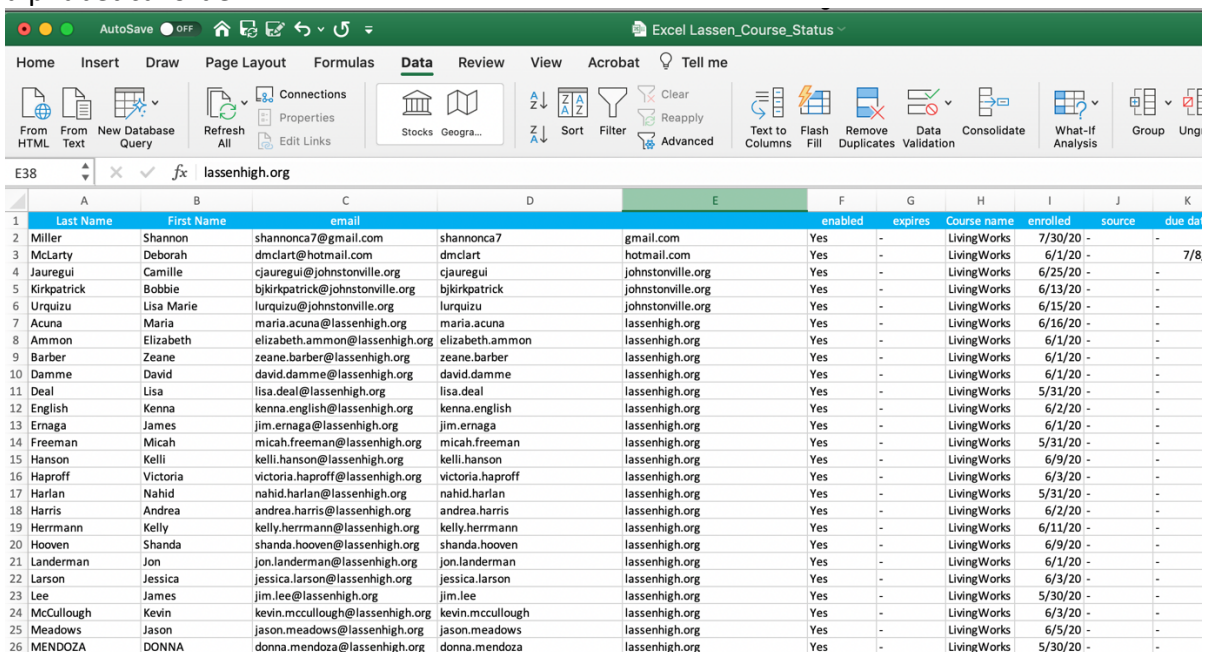 AutoSave OFF Excel Lassen_Course_Status
Home Insert Draw Page Layout Formulas Data Review View Acrobat Tell me
From HTML From Text New Database Query Refresh All Connections Properties Edit Links Stocks Geogra... Sort Filter Clear Reapply Advanced Text to Columns Flash Fill Remove Duplicates Data Validation Consolidate What-If Analysis Group Ung
E38 fx lassenhigh.org
A B C D E F G H I J K
1 Last Name First Name email enabled expires Course name enrolled source due dat
2 Miller Shannon shannonca7@gmail.com shannonca7 gmail.com Yes - LivingWorks 7/30/20 - -
3 McLarty Deborah dmclart@hotmail.com dmclart hotmail.com Yes - LivingWorks 6/1/20 - 7/8
4 Jauregui Camille cjauregui@johnstonville.org cjauregui johnstonville.org Yes - LivingWorks 6/25/20 - -
5 Kirkpatrick Bobbie bjkirkpatrick@johnstonville.org bjkirkpatrick johnstonville.org Yes - LivingWorks 6/13/20 - -
6 Urquizu Lisa Marie lurquizu@johnstonville.org lurquizu johnstonville.org Yes - LivingWorks 6/15/20 - -
7 Acuna Maria maria.acuna@lassenhigh.org maria.acuna lassenhigh.org Yes - LivingWorks 6/16/20 - -
8 Ammon Elizabeth elizabeth.ammon@lassenhigh.org elizabeth.ammon lassenhigh.org Yes - LivingWorks 6/1/20 - -
9 Barber Zeane zeane.barber@lassenhigh.org zeane.barber lassenhigh.org Yes - LivingWorks 6/1/20 - -
10 Damme David david.damme@lassenhigh.org david.damme lassenhigh.org Yes - LivingWorks 6/1/20 - -
11 Deal Lisa lisa.deal@lassenhigh.org lisa.deal lassenhigh.org Yes - LivingWorks 5/31/20 - -
12 English Kenna kenna.english@lassenhigh.org kenna.english lassenhigh.org Yes - LivingWorks 6/2/20 - -
13 Ernaga James jim.ernaga@lassenhigh.org jim.ernaga lassenhigh.org Yes - LivingWorks 6/1/20 - -
14 Freeman Micah micah.freeman@lassenhigh.org micah.freeman lassenhigh.org Yes - LivingWorks 5/31/20 - -
15 Hanson Kelli kelli.hanson@lassenhigh.org kelli.hanson lassenhigh.org Yes - LivingWorks 6/9/20 - -
16 Haproff Victoria victoria.haproff@lassenhigh.org victoria.haproff lassenhigh.org Yes - LivingWorks 6/3/20 - -
17 Harlan Nahid nahid.harlan@lassenhigh.org nahid.harlan lassenhigh.org Yes - LivingWorks 5/31/20 - -
18 Harris Andrea andrea.harris@lassenhigh.org andrea.harris lassenhigh.org Yes - LivingWorks 6/2/20 - -
19 Herrmann Kelly kelly.herrmann@lassenhigh.org kelly.herrmann lassenhigh.org Yes - LivingWorks 6/11/20 - -
20 Hooven Shanda shanda.hooven@lassenhigh.org shanda.hooven lassenhigh.org Yes - LivingWorks 6/9/20 - -
21 Landerman Jon jon.landerman@lassenhigh.org jon.landerman lassenhigh.org Yes - LivingWorks 6/1/20 - -
22 Larson Jessica jessica.larson@lassenhigh.org jessica.larson lassenhigh.org Yes - LivingWorks 6/3/20 - -
23 Lee James jim.lee@lassenhigh.org jim.lee lassenhigh.org Yes - LivingWorks 5/30/20 - -
24 McCullough Kevin kevin.mccullough@lassenhigh.org kevin.mccullough lassenhigh.org Yes - LivingWorks 6/3/20 - -
25 Meadows Jason jason.meadows@lassenhigh.org jason.meadows lassenhigh.org Yes - LivingWorks 6/5/20 - -
26 MENDOZA DONNA donna.mendoza@lassenhigh.org donna.mendoza lassenhigh.org Yes - LivingWorks 5/30/20 - -